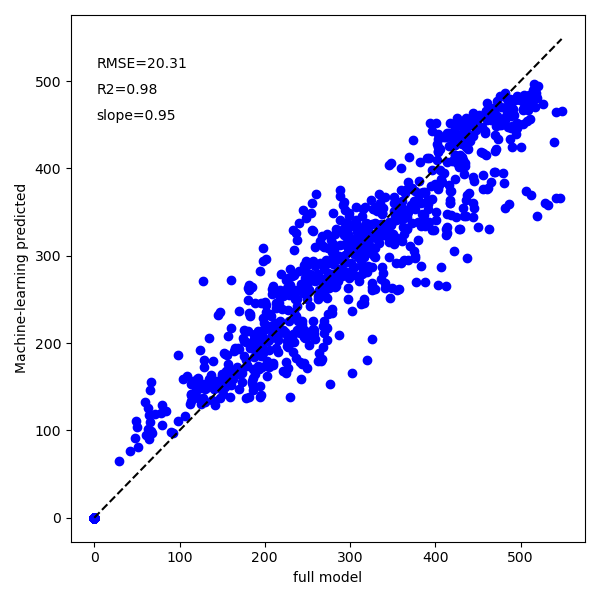 RMSE=20.31
R2=0.98
slope=0.95
Machine-learning predicted
500
400
300
200
100
0
0 100 200 300 400 500
full model